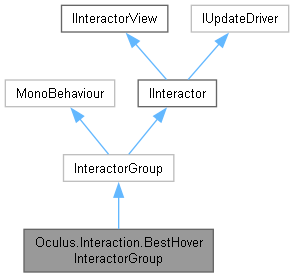 IInteractorView
IUpdateDriver
MonoBehaviour
IInteractor
InteractorGroup
Oculus.Interaction.BestHover
InteractorGroup